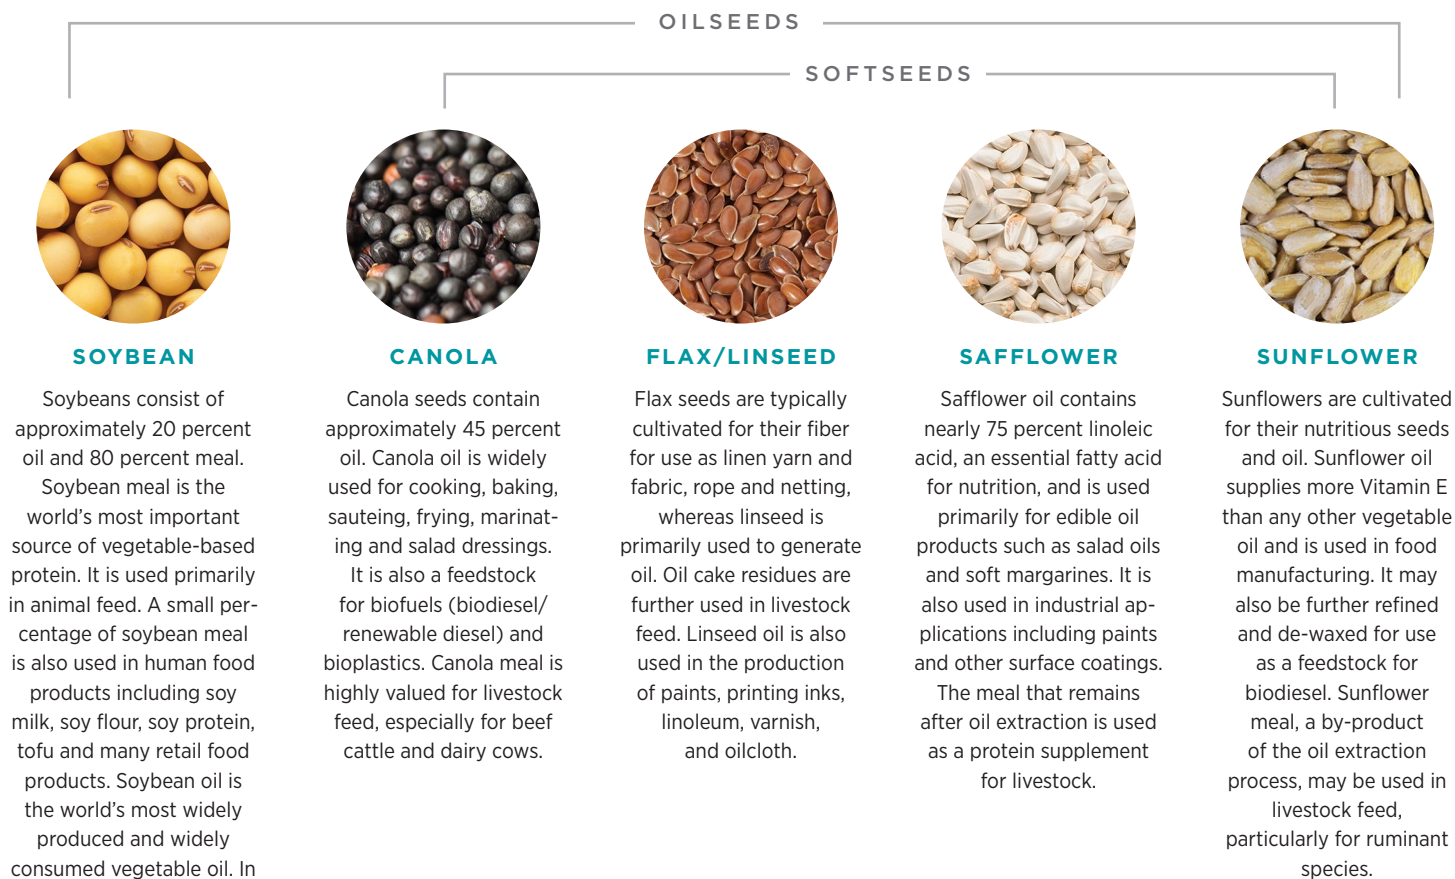 OILSEEDS
SOFTSEEDS
SOYBEAN
Soybeans consist of
approximately 20 percent
oil and 80 percent meal.
Soybean meal is the
world’s most important
source of vegetable-based
protein. It is used primarily
in animal feed. A small per-
centage of soybean meal
is also used in human food
products including soy
milk, soy flour, soy protein,
tofu and many retail food
products. Soybean oil is
the world’s most widely
produced and widely
consumed vegetable oil. In
CANOLA
Canola seeds contain
approximately 45 percent
oil. Canola oil is widely
used for cooking, baking,
sauteing, frying, marinat-
ing and salad dressings.
It is also a feedstock
for biofuels (biodiesel/
renewable diesel) and
bioplastics. Canola meal is
highly valued for livestock
feed, especially for beef
cattle and dairy cows.
FLAX/LINSEED
Flax seeds are typically
cultivated for their fiber
for use as linen yarn and
fabric, rope and netting,
whereas linseed is
primarily used to generate
oil. Oil cake residues are
further used in livestock
feed. Linseed oil is also
used in the production
of paints, printing inks,
linoleum, varnish,
and oilcloth.
SAFFLOWER
Safflower oil contains
nearly 75 percent linoleic
acid, an essential fatty acid
for nutrition, and is used
primarily for edible oil
products such as salad oils
and soft margarines. It is
also used in industrial ap-
plications including paints
and other surface coatings.
The meal that remains
after oil extraction is used
as a protein supplement
for livestock.
SUNFLOWER
Sunflowers are cultivated
for their nutritious seeds
and oil. Sunflower oil
supplies more Vitamin E
than any other vegetable
oil and is used in food
manufacturing. It may
also be further refined
and de-waxed for use
as a feedstock for
biodiesel. Sunflower
meal, a by-product
of the oil extraction
process, may be used in
livestock feed,
particularly for ruminant
species.